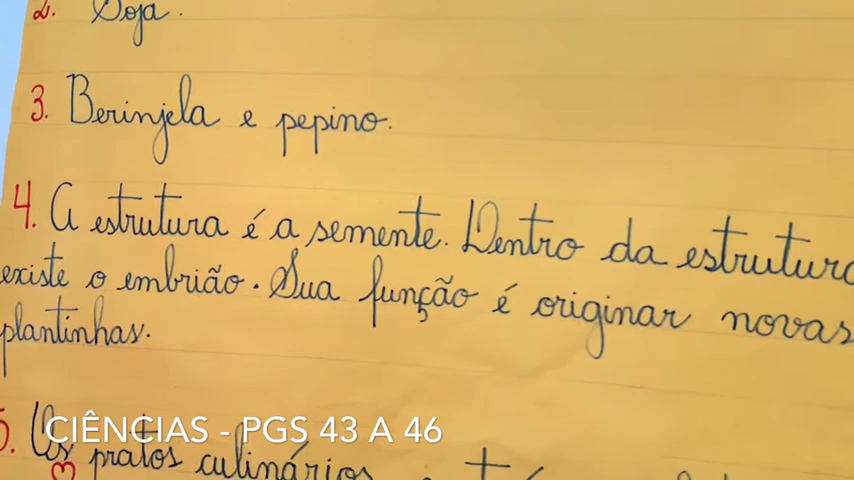 2. Soja.
3. Berinjela e pepino.
4. A estrutura é a semente. Dentro da estrutura
existe o embrião. Sua função é originar novas
plantinhas.
CIÊNCIAS - PGS 43 A 46
5. Os pratos culinários